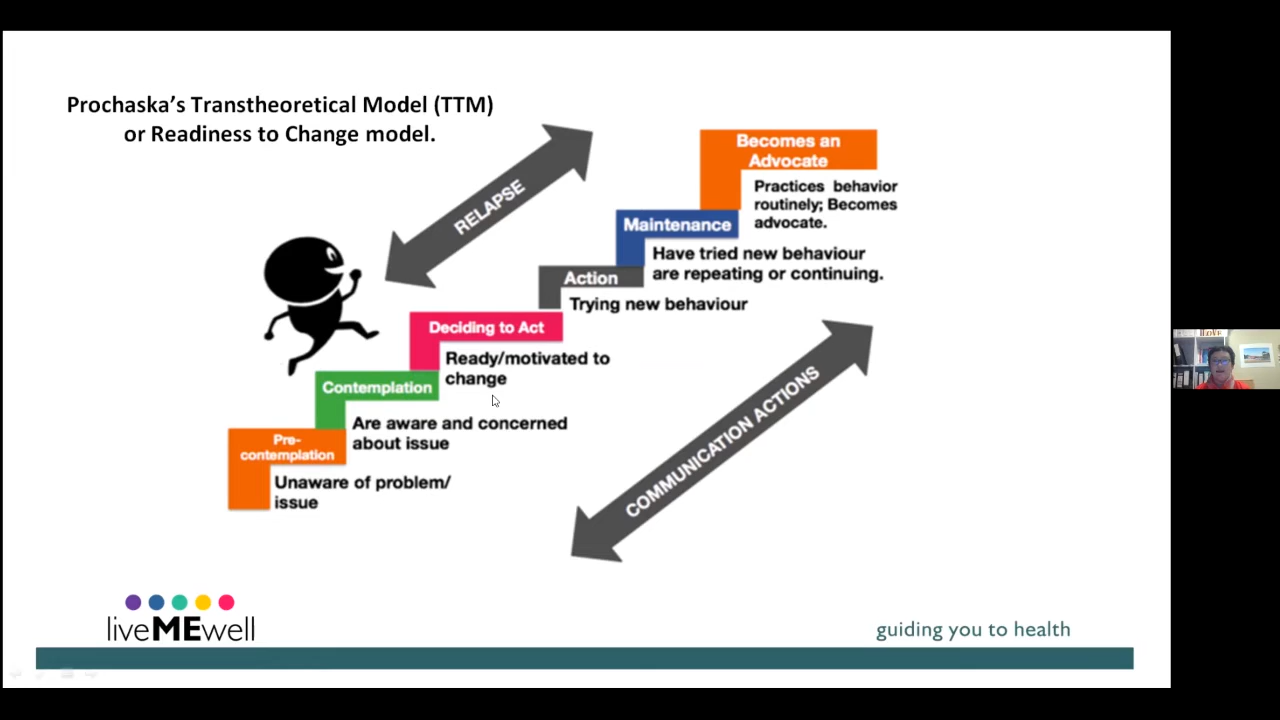 Prochaska's Transtheoretical Model (TTM)
or Readiness to Change model.
RELAPSE
Becomes an
Advocate
Practices behavior
routinely; Becomes
advocate.
Maintenance
Have tried new behaviour
are repeating or continuing.
Action
Trying new behaviour
Deciding to Act
Ready/motivated to
change
Contemplation
Are aware and concerned
about issue
Pre-
contemplation
Unaware of problem/
issue
COMMUNICATION ACTIONS
liveMEwell
guiding you to health